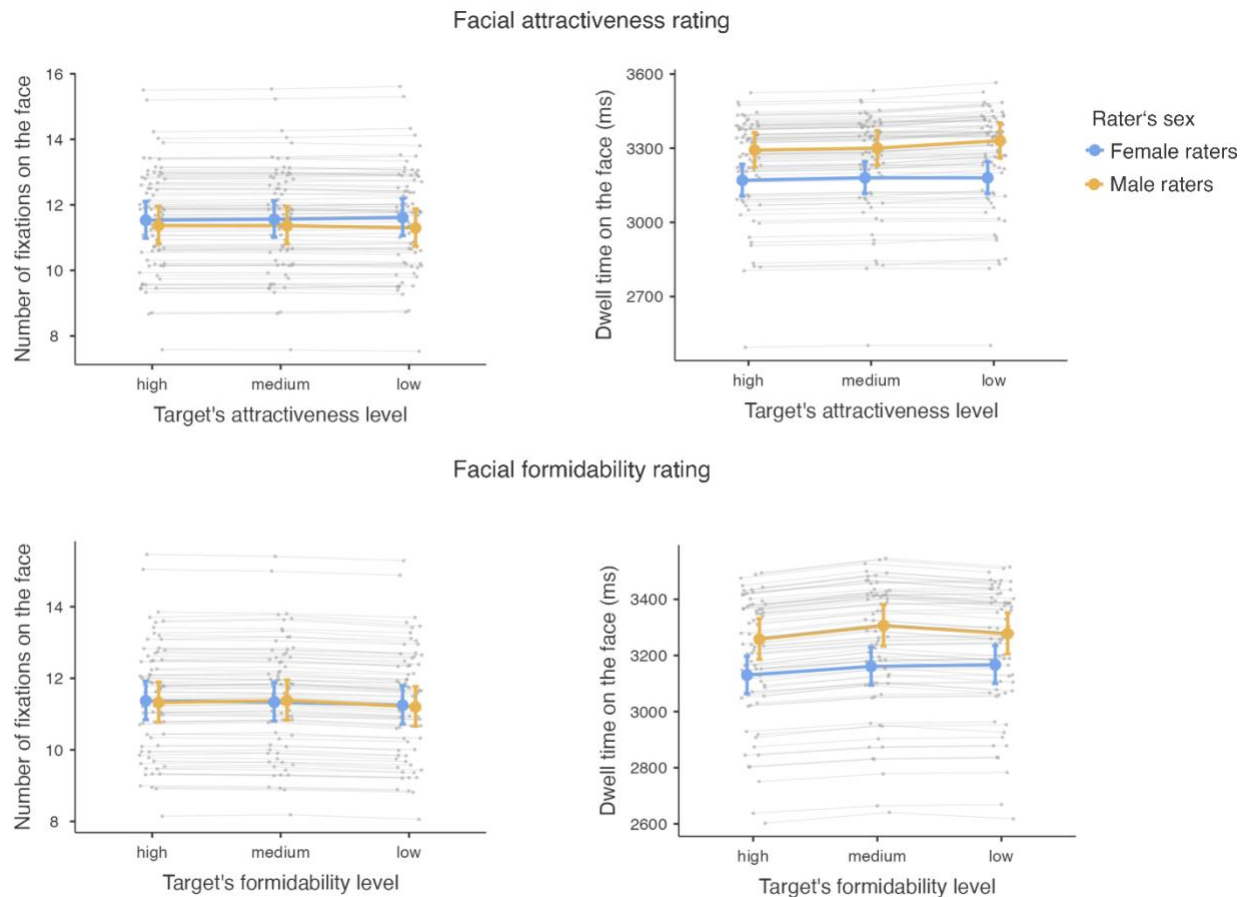 Facial attractiveness rating
Number of fixations on the face
16
14
12
10
8
high medium low
Target's attractiveness level
Dwell time on the face (ms)
3600
3300
3000
2700
high medium low
Target's attractiveness level
Rater‘s sex
Female raters
Male raters
Facial formidability rating
Number of fixations on the face
14
12
10
8
high medium low
Target's formidability level
Dwell time on the face (ms)
3400
3200
3000
2800
2600
high medium low
Target's formidability level